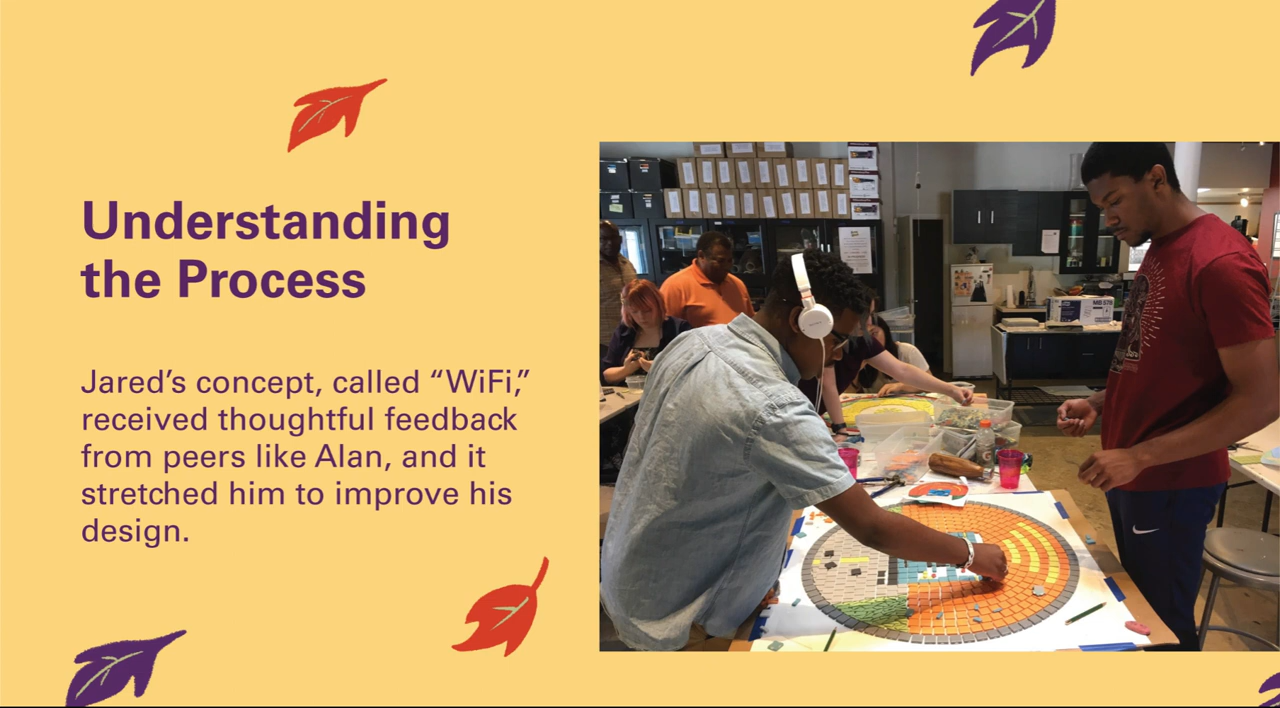 Understanding
the Process
Jared’s concept, called “WiFi,”
received thoughtful feedback
from peers like Alan, and it
stretched him to improve his
design.